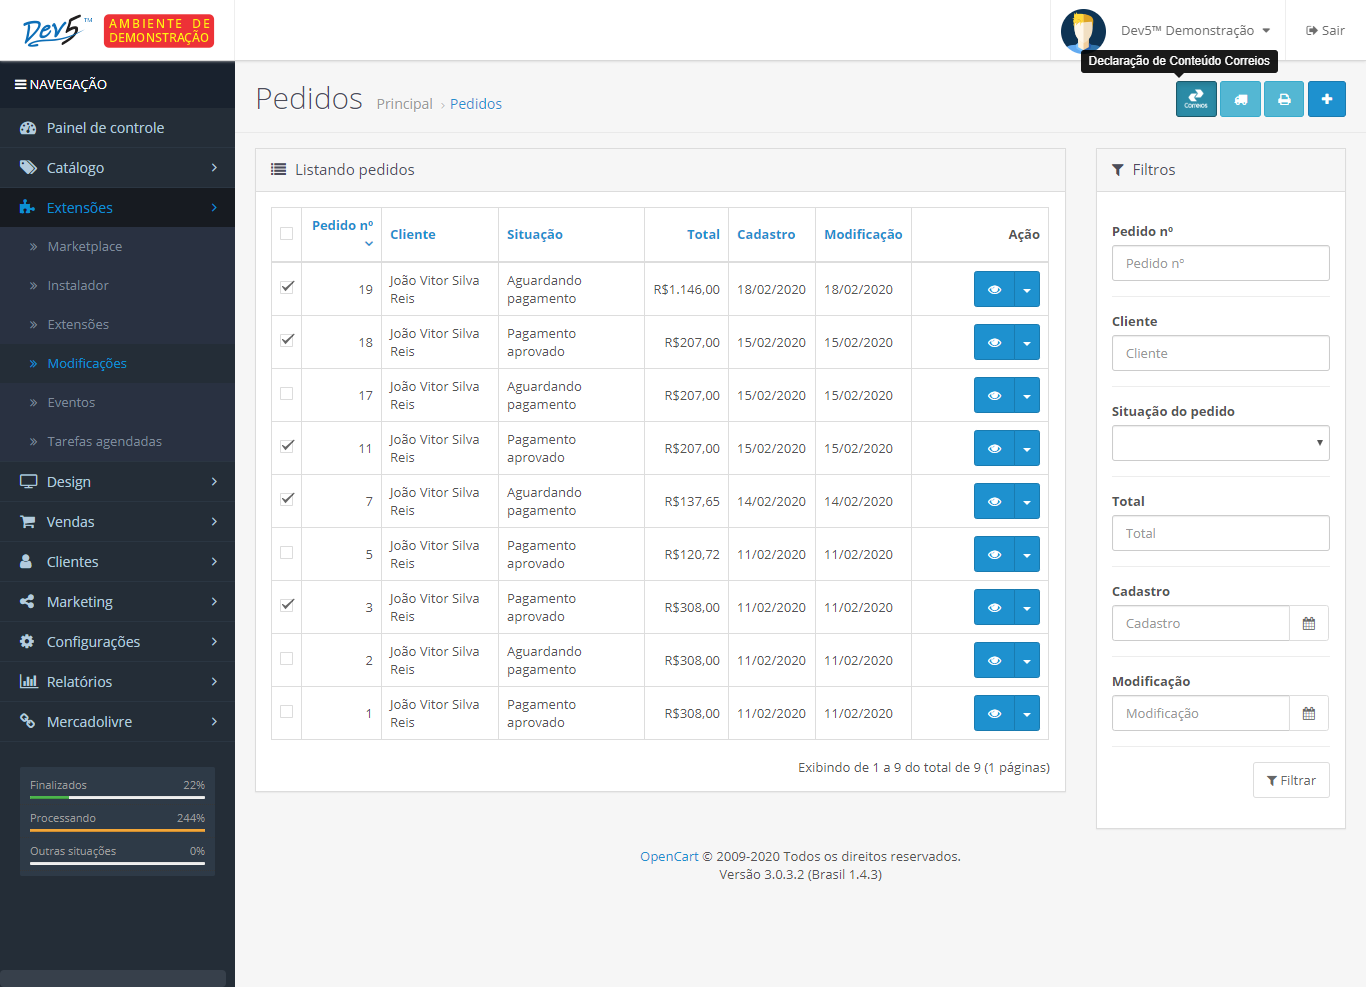 Dev5™
AMBIENTE DE
DEMONSTRAÇÃO
Dev5™ Demonstração
Sair
Declaração de Conteúdo Correios
NAVEGAÇÃO
Painel de controle
Catálogo
Extensões
Marketplace
Instalador
Extensões
Modificações
Eventos
Tarefas agendadas
Design
Vendas
Clientes
Marketing
Configurações
Relatórios
Mercadolivre
Finalizados 22%
Processando 244%
Outras situações 0%
Pedidos Principal › Pedidos
Correios
Listando pedidos
Pedido nº Cliente Situação Total Cadastro Modificação Ação
19 João Vitor Silva Reis Aguardando pagamento R$1.146,00 18/02/2020 18/02/2020
18 João Vitor Silva Reis Pagamento aprovado R$207,00 15/02/2020 15/02/2020
17 João Vitor Silva Reis Aguardando pagamento R$207,00 15/02/2020 15/02/2020
11 João Vitor Silva Reis Pagamento aprovado R$207,00 15/02/2020 15/02/2020
7 João Vitor Silva Reis Aguardando pagamento R$137,65 14/02/2020 14/02/2020
5 João Vitor Silva Reis Pagamento aprovado R$120,72 11/02/2020 11/02/2020
3 João Vitor Silva Reis Pagamento aprovado R$308,00 11/02/2020 11/02/2020
2 João Vitor Silva Reis Aguardando pagamento R$308,00 11/02/2020 11/02/2020
1 João Vitor Silva Reis Pagamento aprovado R$308,00 11/02/2020 11/02/2020
Exibindo de 1 a 9 do total de 9 (1 páginas)
Filtros
Pedido nº
Pedido nº
Cliente
Cliente
Situação do pedido
Total
Total
Cadastro
Cadastro
Modificação
Modificação
Filtrar
OpenCart © 2009-2020 Todos os direitos reservados.
Versão 3.0.3.2 (Brasil 1.4.3)